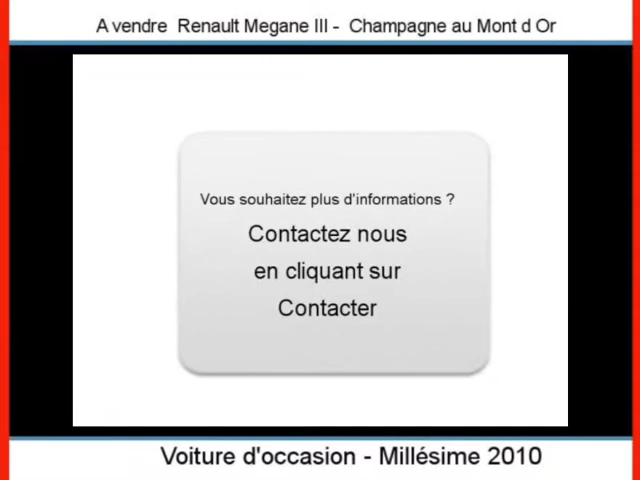 A vendre Renault Megane III - Champagne au Mont d Or
Vous souhaitez plus d'informations ?
Contactez nous
en cliquant sur
Contacter
Voiture d'occasion - Millésime 2010